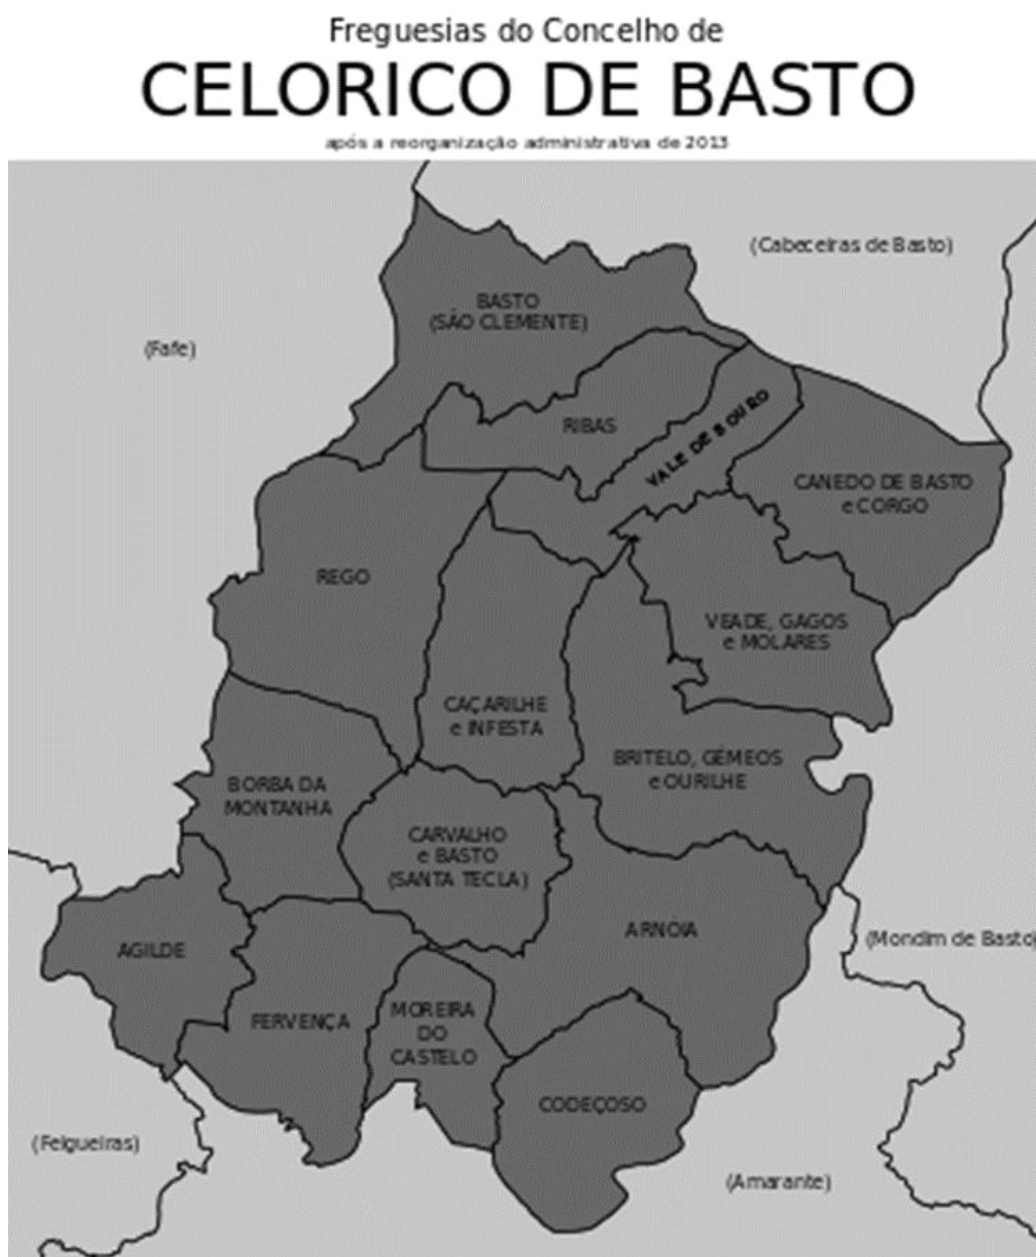 Freguesias do Concelho de
CELORICO DE BASTO
após a reorganização administrativa de 2013
(Cabeceiras de Basto)
BASTO
(SÃO CLEMENTE)
(Fafe)
RIBAS
VALE DE BOURO
CANEDO DE BASTO
e CORGO
REGO
VEADE, GAGOS
e MOLARES
CAÇARILHE
e INFESTA
BRITELO, GÉMEOS
e OURILHE
BORBA DA
MONTANHA
CARVALHO
e BASTO
(SANTA TECLA)
ARNÓIA
(Mondim de Basto)
AGILDE
FERVENÇA
MOREIRA
DO
CASTELO
CODEÇOSO
(Felgueiras)
(Amarante)